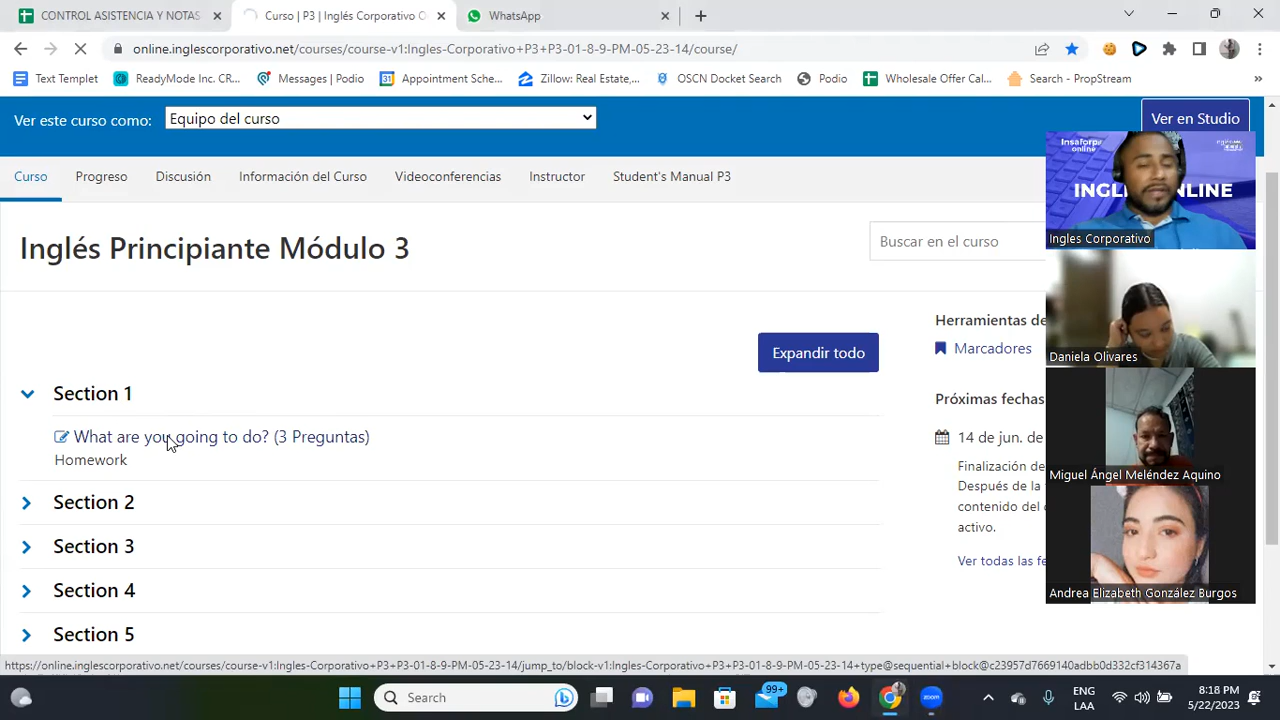 CONTROL ASISTENCIA Y NOTAS
Curso | P3 | Inglés Corporativo O
WhatsApp
online.inglescorporativo.net/courses/course-v1:Ingles-Corporativo+P3+P3-01-8-9-PM-05-23-14/course/
Text Templet
ReadyMode Inc. CR...
Messages | Podio
Appointment Sche...
Zillow: Real Estate,...
OSCN Docket Search
Podio
Wholesale Offer Cal...
Search - PropStream
Ver este curso como:
Equipo del curso
Ver en Studio
Curso
Progreso
Discusión
Información del Curso
Videoconferencias
Instructor
Student's Manual P3
Insaforp online
INGL ONLINE
Ingles Corporativo
Inglés Principiante Módulo 3
Buscar en el curso
Expandir todo
Herramientas de
Marcadores
Daniela Olivares
Section 1
What are you going to do? (3 Preguntas)
Homework
Section 2
Section 3
Section 4
Section 5
Próximas fechas
14 de jun. de
Finalización de
Después de la
contenido del c
activo.
Ver todas las fe
Miguel Ángel Meléndez Aquino
Andrea Elizabeth González Burgos
https://online.inglescorporativo.net/courses/course-v1:Ingles-Corporativo+P3+P3-01-8-9-PM-05-23-14/jump_to/block-v1:Ingles-Corporativo+P3+P3-01-8-9-PM-05-23-14+type@sequential+block@c23957d7669140adbb0d332cf314367a
Search
99+
zoom
ENG
LAA
8:18 PM
5/22/2023